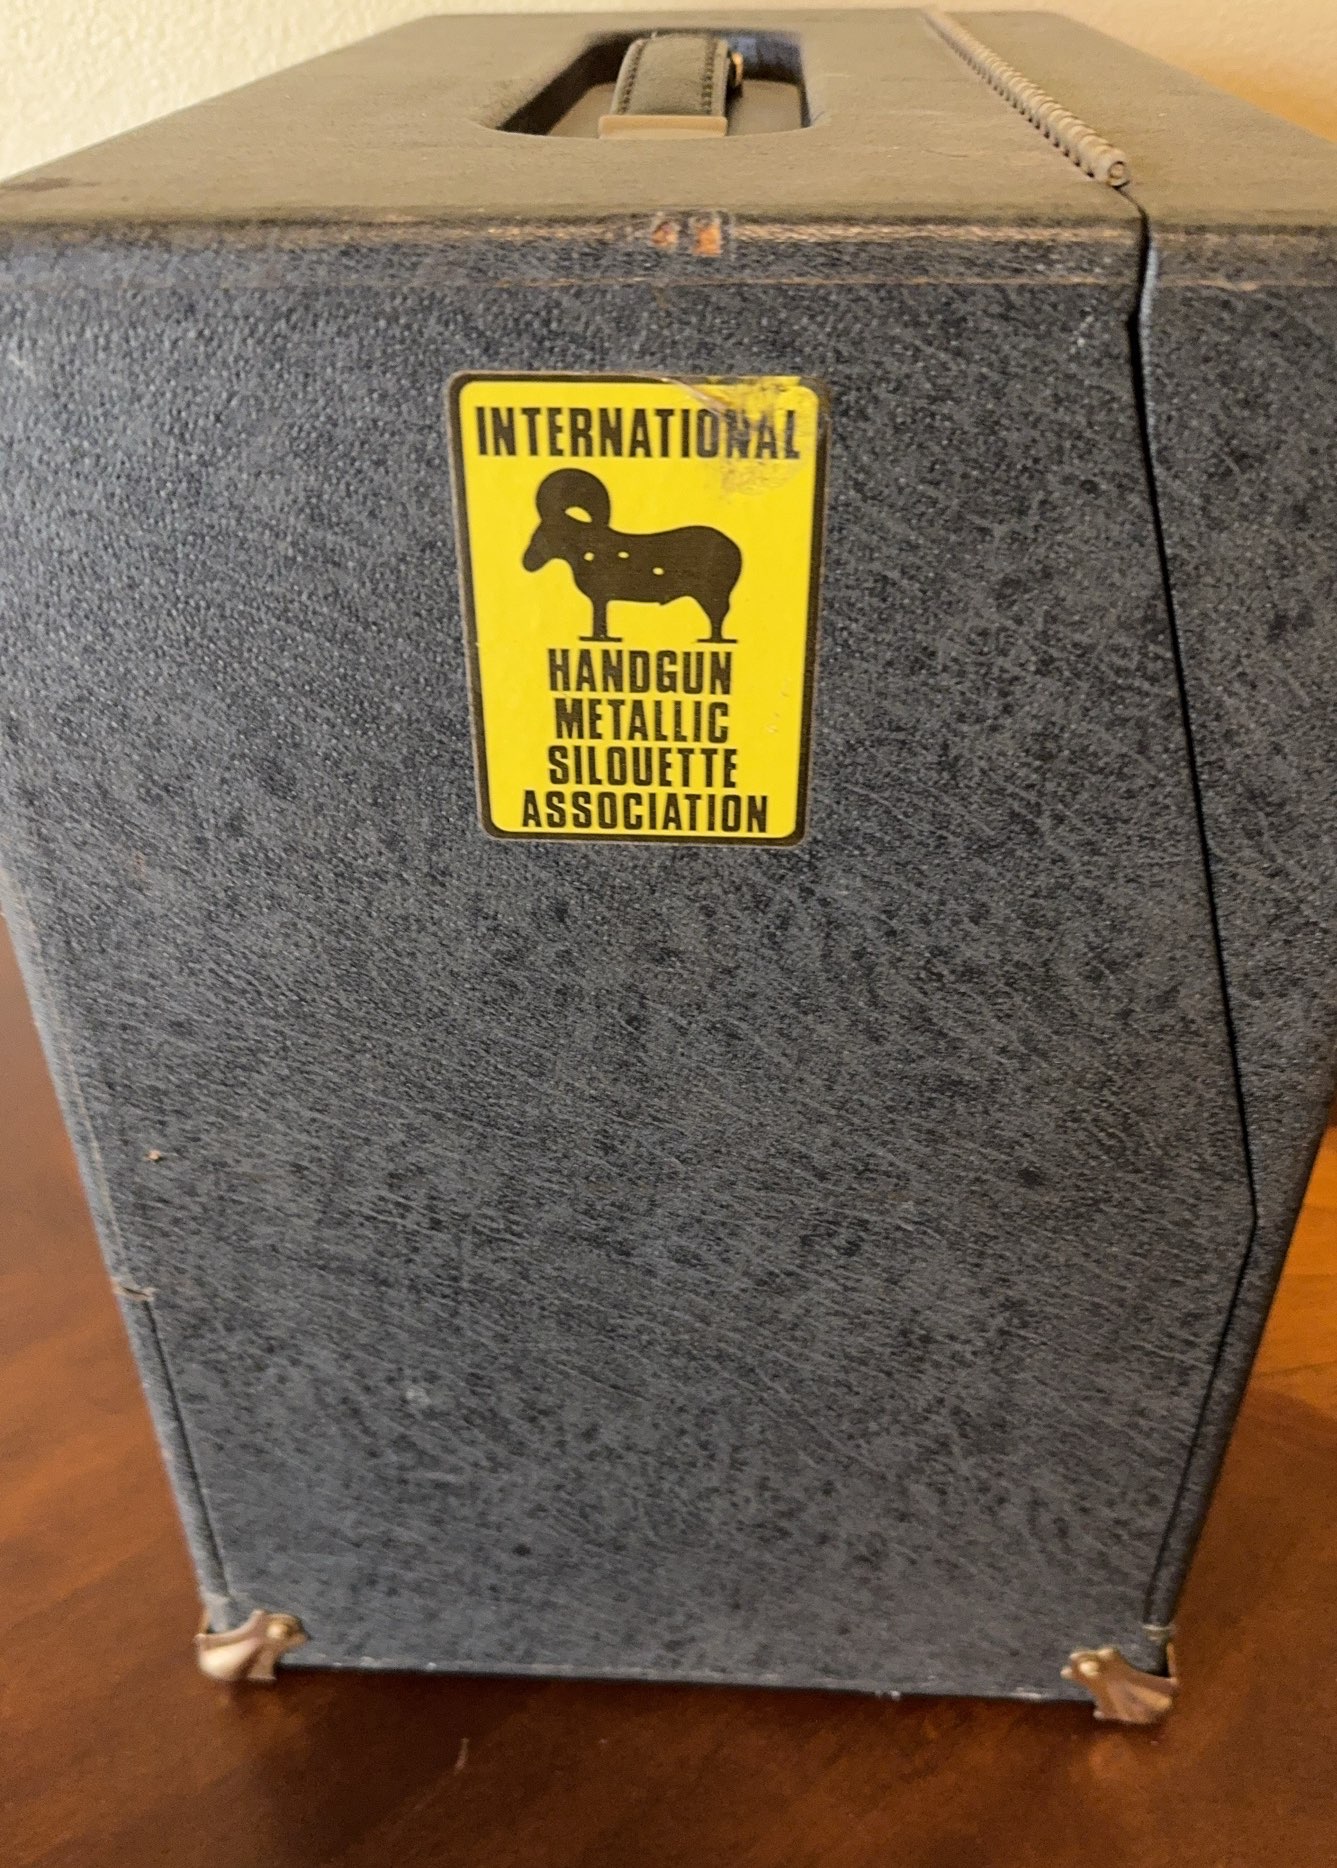 INTERNATIONAL
HANDGUN
METALLIC
SILOUETTE
ASSOCIATION